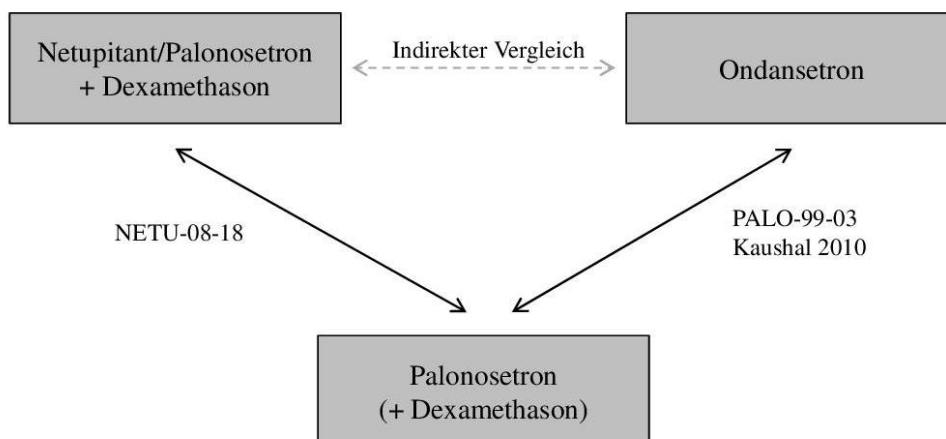 Netupitant/Palonosetron
+ Dexamethason
Indirekter Vergleich
Ondansetron
NETU-08-18
PALO-99-03
Kaushal 2010
Palonosetron
(+ Dexamethason)